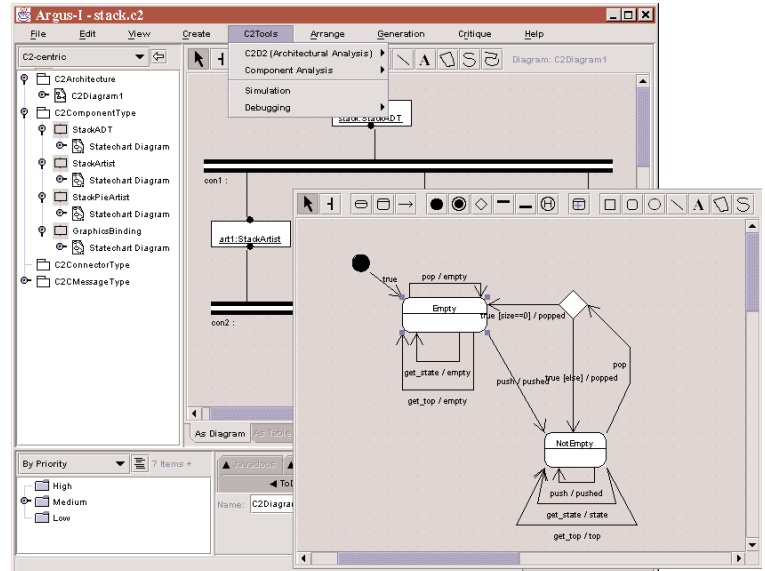 Argus-I - stack.c2
File Edit View Create C2Tools Arrange Generation Critique Help
C2-centric
C2D2 (Architectural Analysis)
Component Analysis
Simulation
Debugging
A
Diagram: C2Diagram1
C2Architecture
C2Diagram1
C2ComponentType
StackADT
Statechart Diagram
StackArtist
Statechart Diagram
StackPieArtist
Statechart Diagram
GraphicsBinding
Statechart Diagram
C2ConnectorType
C2CMessageType
stack:StackADT
con1 :
art1:StackArtist
con2 :
As Diagram As Table
H A
true
pop / empty
Empty
true [size==0] / popped
get_state / empty
get_top / empty
push / pushed
true [else] / popped
pop
NotEmpty
push / pushed
get_state / state
get_top / top
By Priority 7 Items +
High
Medium
Low
Javadocs
Name: C2Diagra